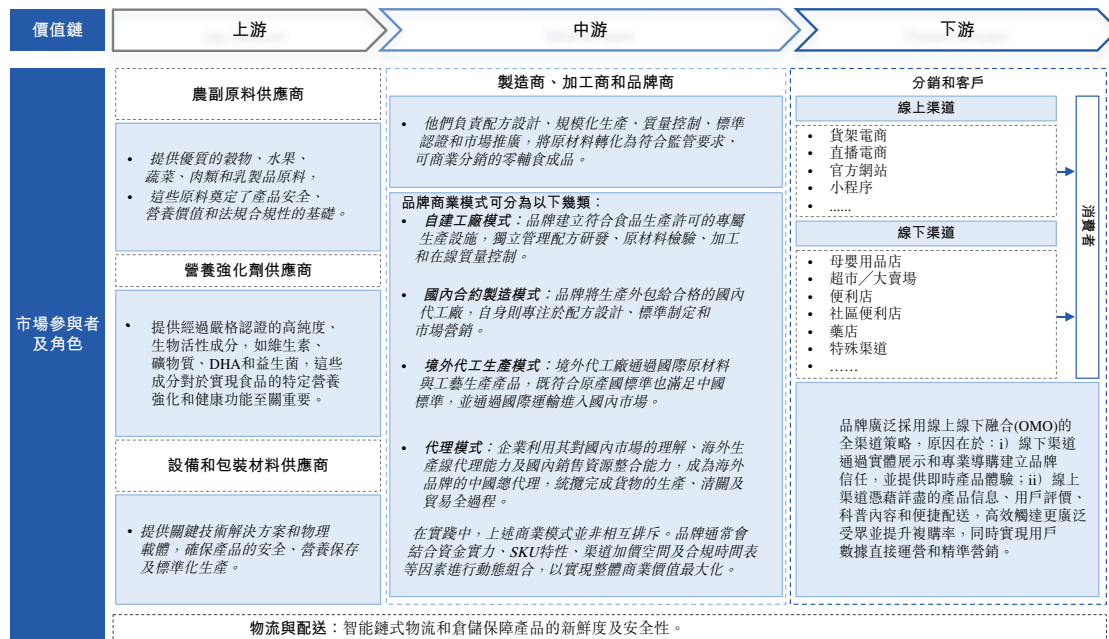 價值鏈
上游
中游
下游
市場參與者
及角色
農副原料供應商
• 提供優質的穀物、水果、
蔬菜、肉類和乳製品原料，
• 這些原料奠定了產品安全、
營養價值和法規合規性的基礎。
營養強化劑供應商
• 提供經過嚴格認證的高純度、
生物活性成分，如維生素、
礦物質、DHA和益生菌，這些
成分對於實現食品的特定營養
強化和健康功能至關重要。
設備和包裝材料供應商
• 提供關鍵技術解決方案和物理
載體，確保產品的安全、營養保存
及標準化生產。
製造商、加工商和品牌商
• 他們負責配方設計、規模化生產、質量控制、標準
認證和市場推廣，將原材料轉化為符合監管要求、
可商業分銷的零輔食成品。
品牌商業模式可分為以下幾類：
• 自建工廠模式：品牌建立符合食品生產許可的專屬
生產設施，獨立管理配方研發、原材料檢驗、加工
和在線質量控制。
• 國內合約製造模式：品牌將生產外包給合格的國內
代工廠，自身則專注於配方設計、標準制定和
市場營銷。
• 境外代工生產模式：境外代工廠通過國際原材料
與工藝生產產品，既符合原產國標準也滿足中國
標準，並通過國際運輸進入國內市場。
• 代理模式：企業利用其對國內市場的理解、海外生
產線代理能力及國內銷售資源整合能力，成為海外
品牌的中國總代理，統攬完成貨物的生產、清關及
貿易全過程。
在實踐中，上述商業模式並非相互排斥。品牌通常會
結合資金實力、SKU特性、渠道加價空間及合規時間表
等因素進行動態組合，以實現整體商業價值最大化。
分銷和客戶
線上渠道
• 貨架電商
• 直播電商
• 官方網站
• 小程序
• ......
線下渠道
• 母嬰用品店
• 超市／大賣場
• 便利店
• 社區便利店
• 藥店
• 特殊渠道
• ……
消費者
品牌廣泛採用線上線下融合(OMO)的
全渠道策略，原因在於：i）線下渠道
通過實體展示和專業導購建立品牌
信任，並提供即時產品體驗；ii）線上
渠道憑藉詳盡的產品信息、用戶評價、
科普內容和便捷配送，高效觸達更廣泛
受眾並提升複購率，同時實現用戶
數據直接運營和精準營銷。
物流與配送：智能鏈式物流和倉儲保障產品的新鮮度及安全性。